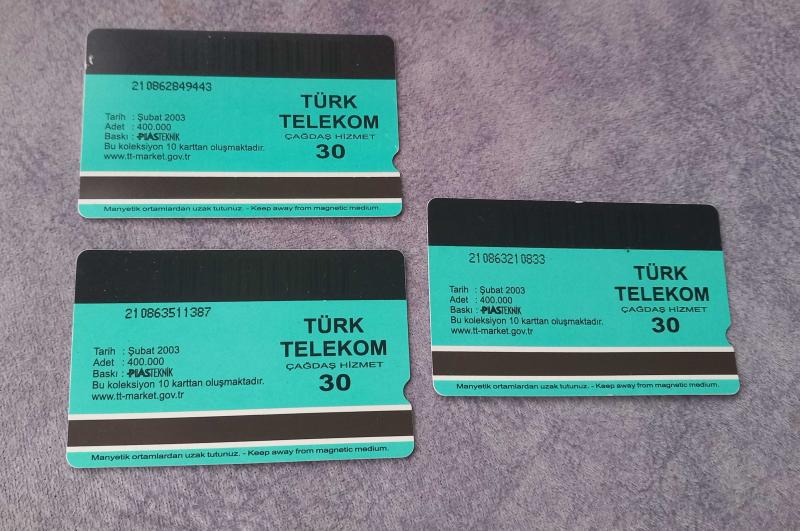 210862849443
TÜRK
TELEKOM
ÇAĞDAŞ HİZMET
30
Tarih : Şubat 2003
Adet : 400.000
Baskı : PLASTEKNİK
Bu koleksiyon 10 karttan oluşmaktadır.
www.tt-market.gov.tr
Manyetik ortamlardan uzak tutunuz. - Keep away from magnetic medium.
210863210833
TÜRK
TELEKOM
ÇAĞDAŞ HİZMET
30
Tarih : Şubat 2003
Adet : 400.000
Baskı : PLASTEKNİK
Bu koleksiyon 10 karttan oluşmaktadır.
www.tt-market.gov.tr
Manyetik ortamlardan uzak tutunuz. - Keep away from magnetic medium.
210863511387
TÜRK
TELEKOM
ÇAĞDAŞ HİZMET
30
Tarih : Şubat 2003
Adet : 400.000
Baskı : PLASTEKNİK
Bu koleksiyon 10 karttan oluşmaktadır.
www.tt-market.gov.tr
Manyetik ortamlardan uzak tutunuz. - Keep away from magnetic medium.